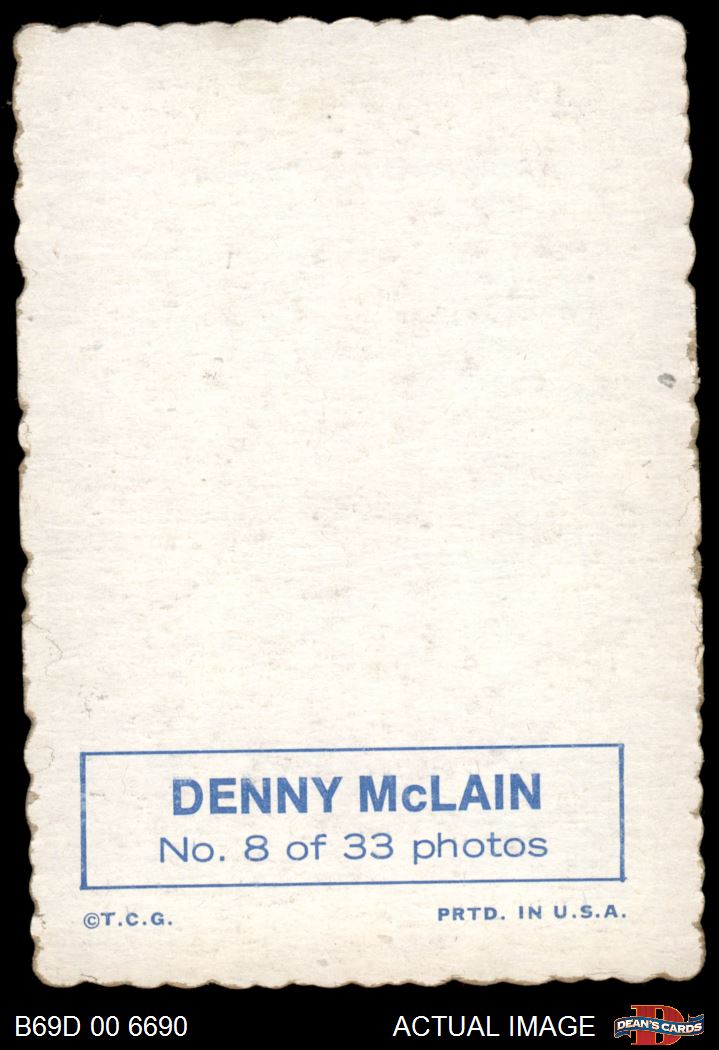 DENNY McLAIN
No. 8 of 33 photos
©T.C.G. PRTD. IN U.S.A.
B69D 00 6690 ACTUAL IMAGE DEAN'S CARDS